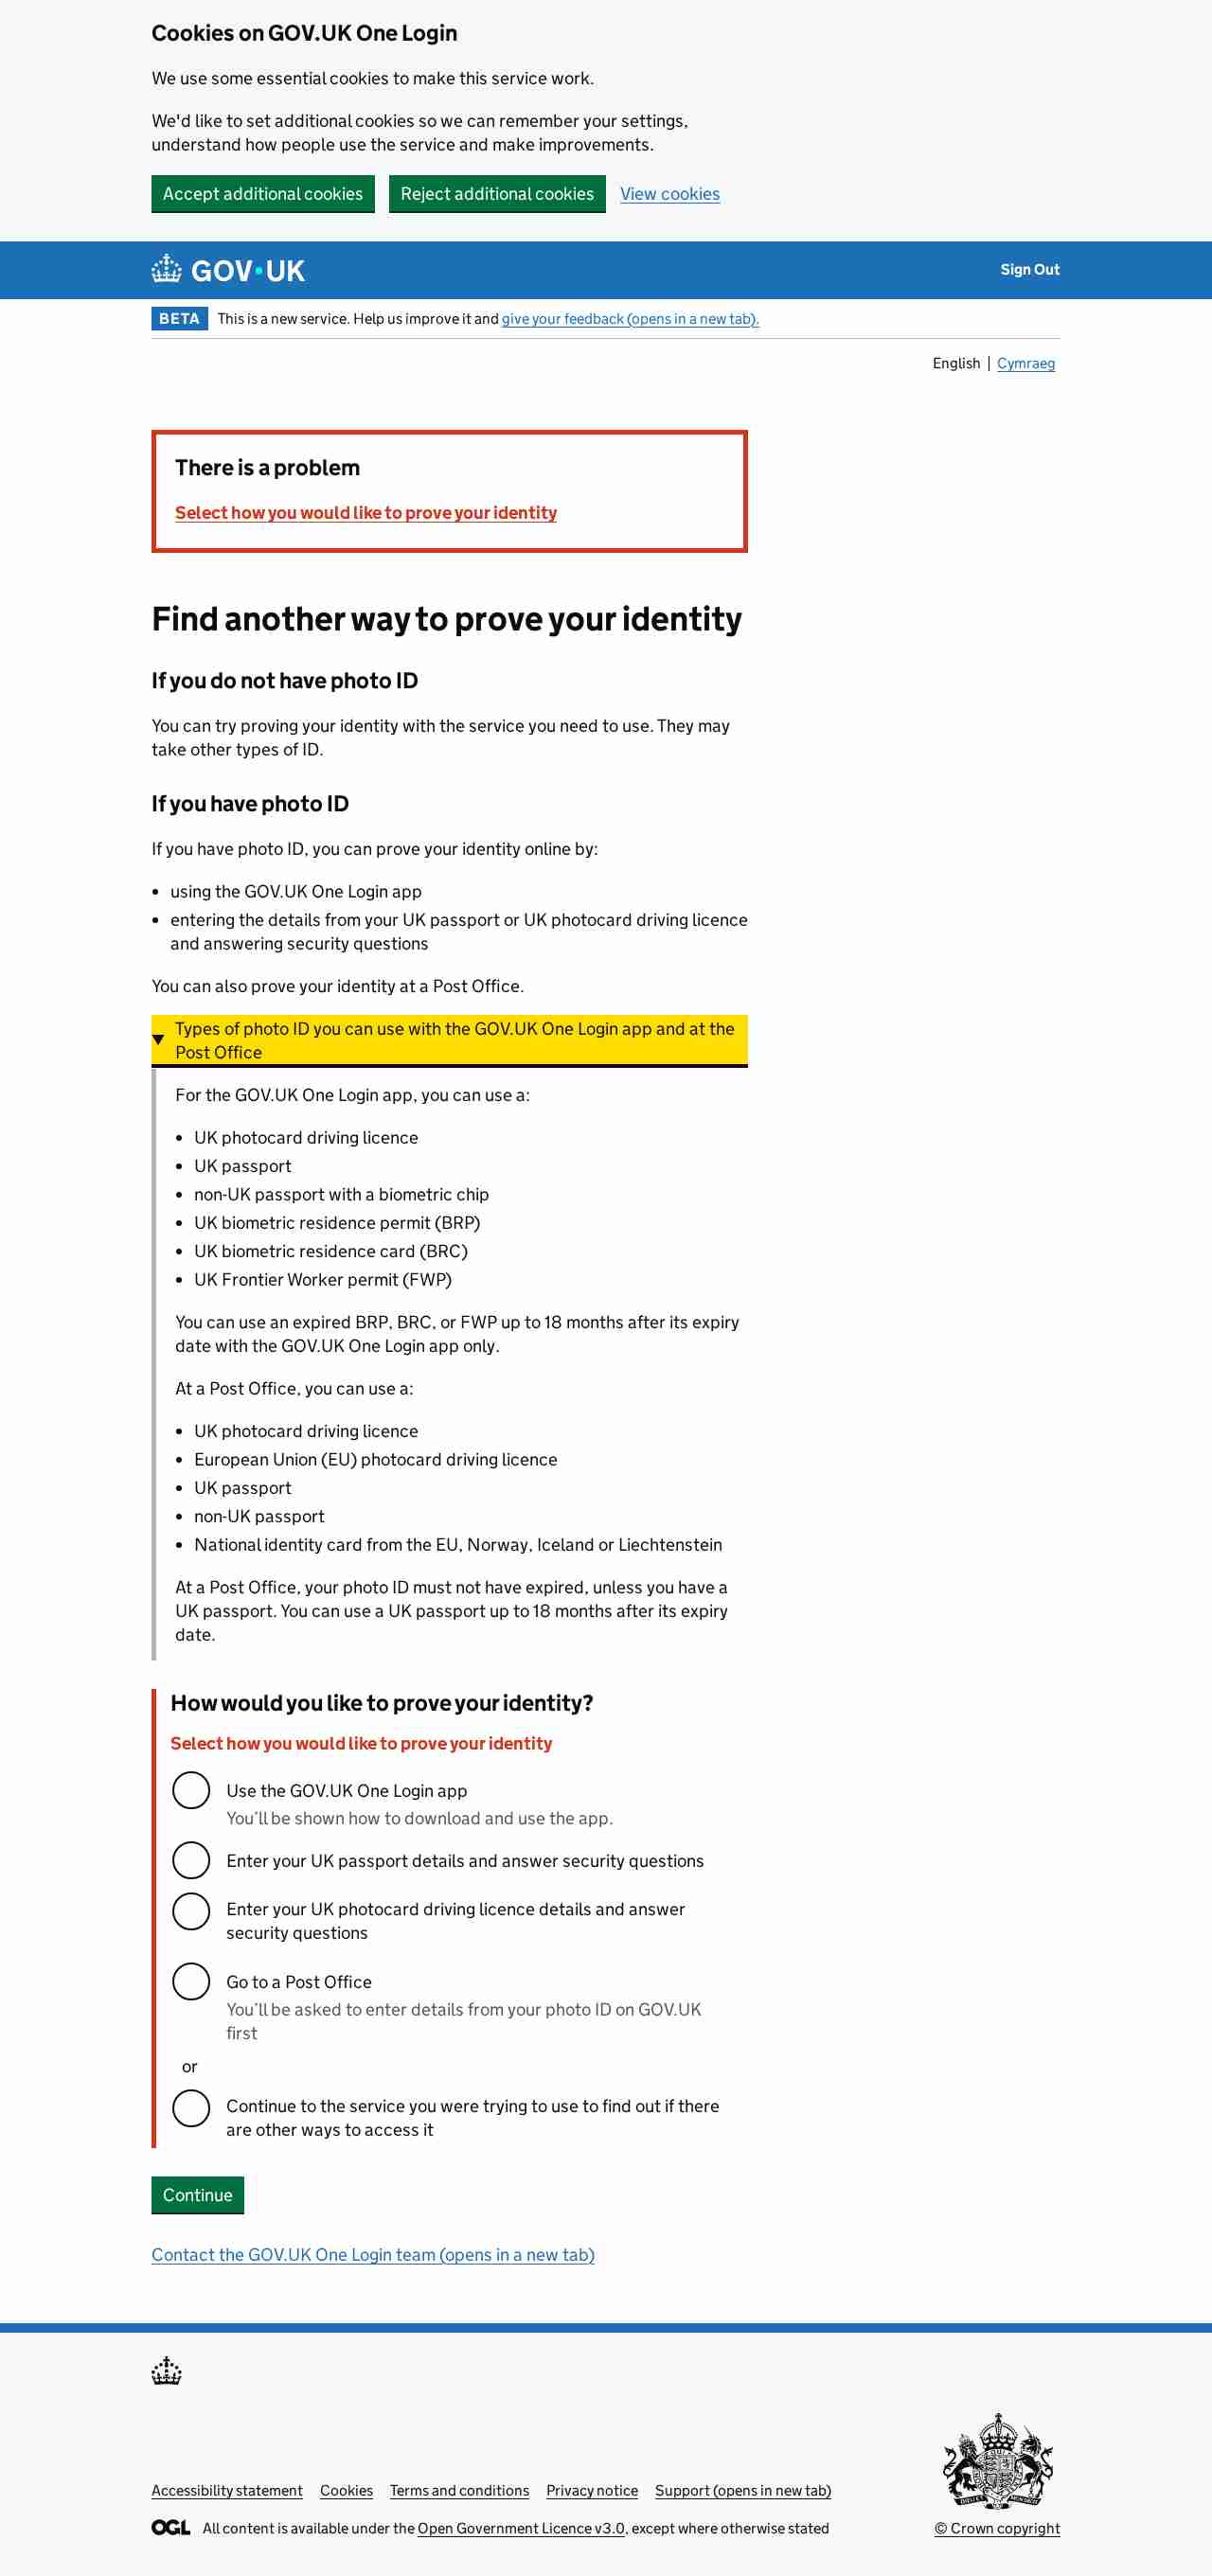 Cookies on GOV.UK One Login
We use some essential cookies to make this service work.
We'd like to set additional cookies so we can remember your settings,
understand how people use the service and make improvements.
Accept additional cookies
Reject additional cookies
View cookies
GOV•UK
Sign Out
BETA
This is a new service. Help us improve it and give your feedback (opens in a new tab).
English | Cymraeg
There is a problem
Select how you would like to prove your identity
Find another way to prove your identity
If you do not have photo ID
You can try proving your identity with the service you need to use. They may
take other types of ID.
If you have photo ID
If you have photo ID, you can prove your identity online by:
• using the GOV.UK One Login app
• entering the details from your UK passport or UK photocard driving licence
and answering security questions
You can also prove your identity at a Post Office.
▼ Types of photo ID you can use with the GOV.UK One Login app and at the
Post Office
For the GOV.UK One Login app, you can use a:
• UK photocard driving licence
• UK passport
• non-UK passport with a biometric chip
• UK biometric residence permit (BRP)
• UK biometric residence card (BRC)
• UK Frontier Worker permit (FWP)
You can use an expired BRP, BRC, or FWP up to 18 months after its expiry
date with the GOV.UK One Login app only.
At a Post Office, you can use a:
• UK photocard driving licence
• European Union (EU) photocard driving licence
• UK passport
• non-UK passport
• National identity card from the EU, Norway, Iceland or Liechtenstein
At a Post Office, your photo ID must not have expired, unless you have a
UK passport. You can use a UK passport up to 18 months after its expiry
date.
How would you like to prove your identity?
Select how you would like to prove your identity
Use the GOV.UK One Login app
You’ll be shown how to download and use the app.
Enter your UK passport details and answer security questions
Enter your UK photocard driving licence details and answer
security questions
Go to a Post Office
You’ll be asked to enter details from your photo ID on GOV.UK
first
or
Continue to the service you were trying to use to find out if there
are other ways to access it
Continue
Contact the GOV.UK One Login team (opens in a new tab)
Accessibility statement
Cookies
Terms and conditions
Privacy notice
Support (opens in new tab)
OGL
All content is available under the Open Government Licence v3.0, except where otherwise stated
© Crown copyright